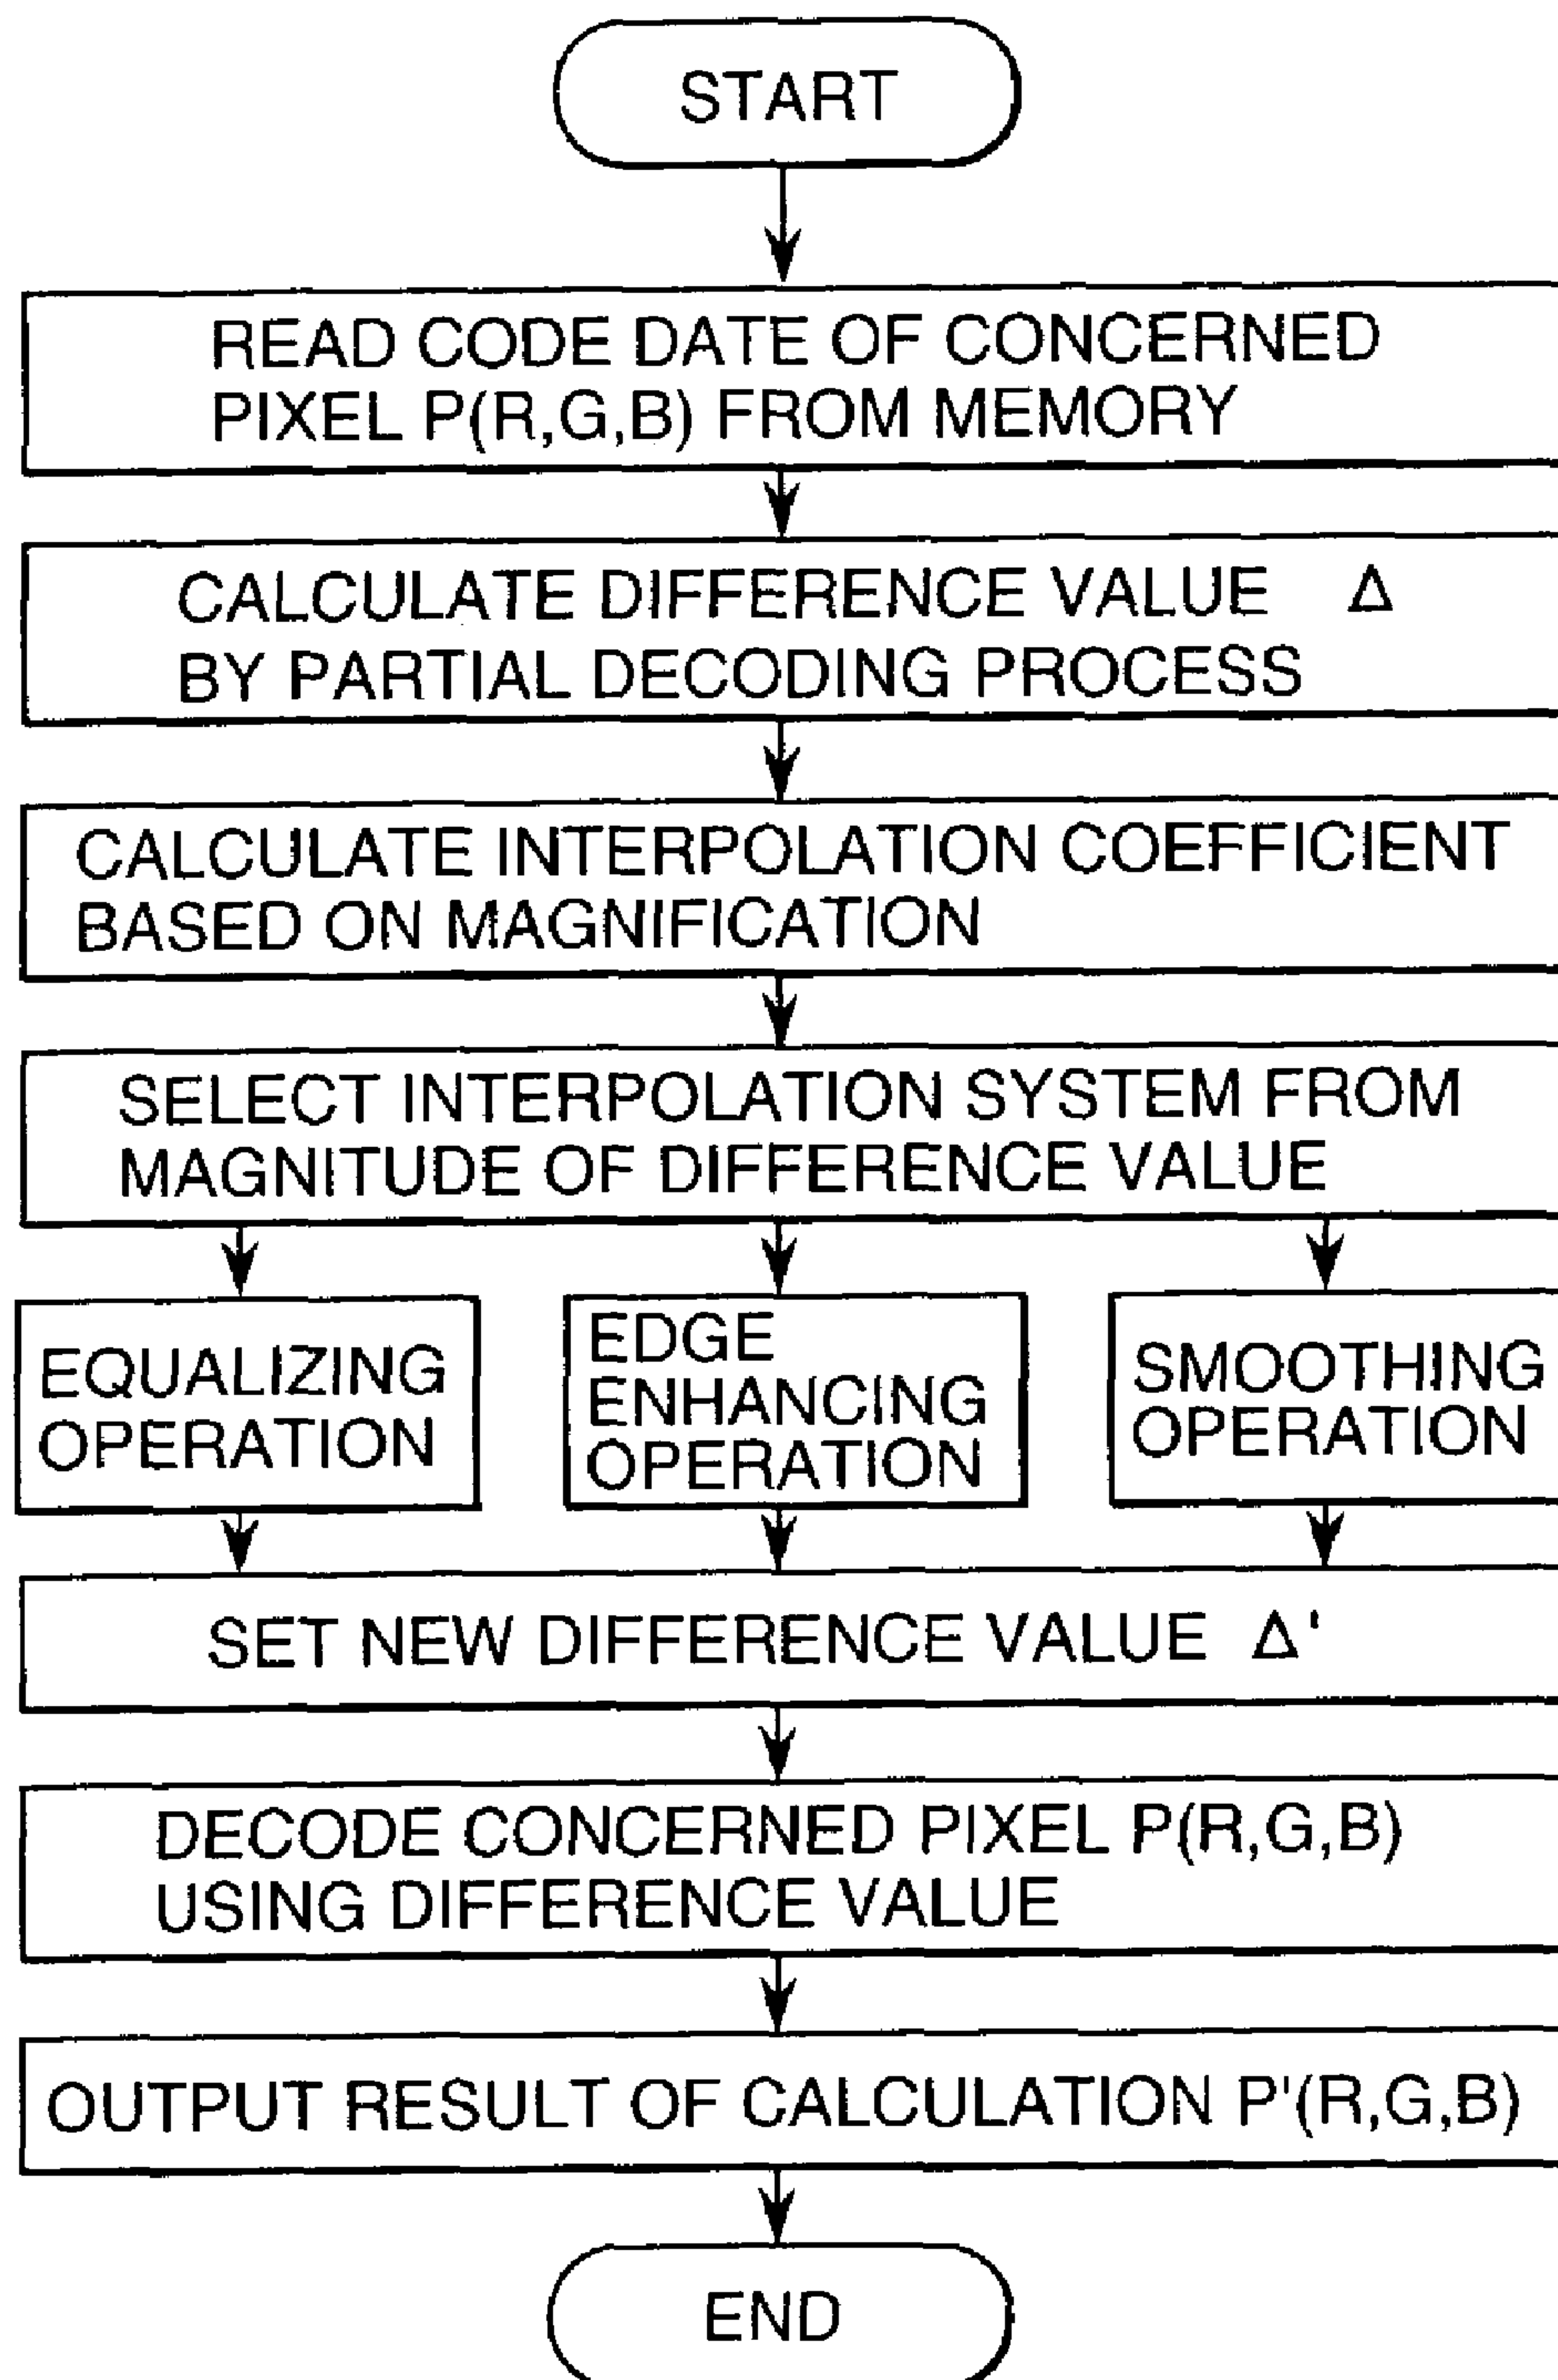 START
READ CODE DATE OF CONCERNED
PIXEL P(R,G,B) FROM MEMORY
CALCULATE DIFFERENCE VALUE Δ
BY PARTIAL DECODING PROCESS
CALCULATE INTERPOLATION COEFFICIENT
BASED ON MAGNIFICATION
SELECT INTERPOLATION SYSTEM FROM
MAGNITUDE OF DIFFERENCE VALUE
EQUALIZING
OPERATION
EDGE
ENHANCING
OPERATION
SMOOTHING
OPERATION
SET NEW DIFFERENCE VALUE Δ'
DECODE CONCERNED PIXEL P(R,G,B)
USING DIFFERENCE VALUE
OUTPUT RESULT OF CALCULATION P'(R,G,B)
END